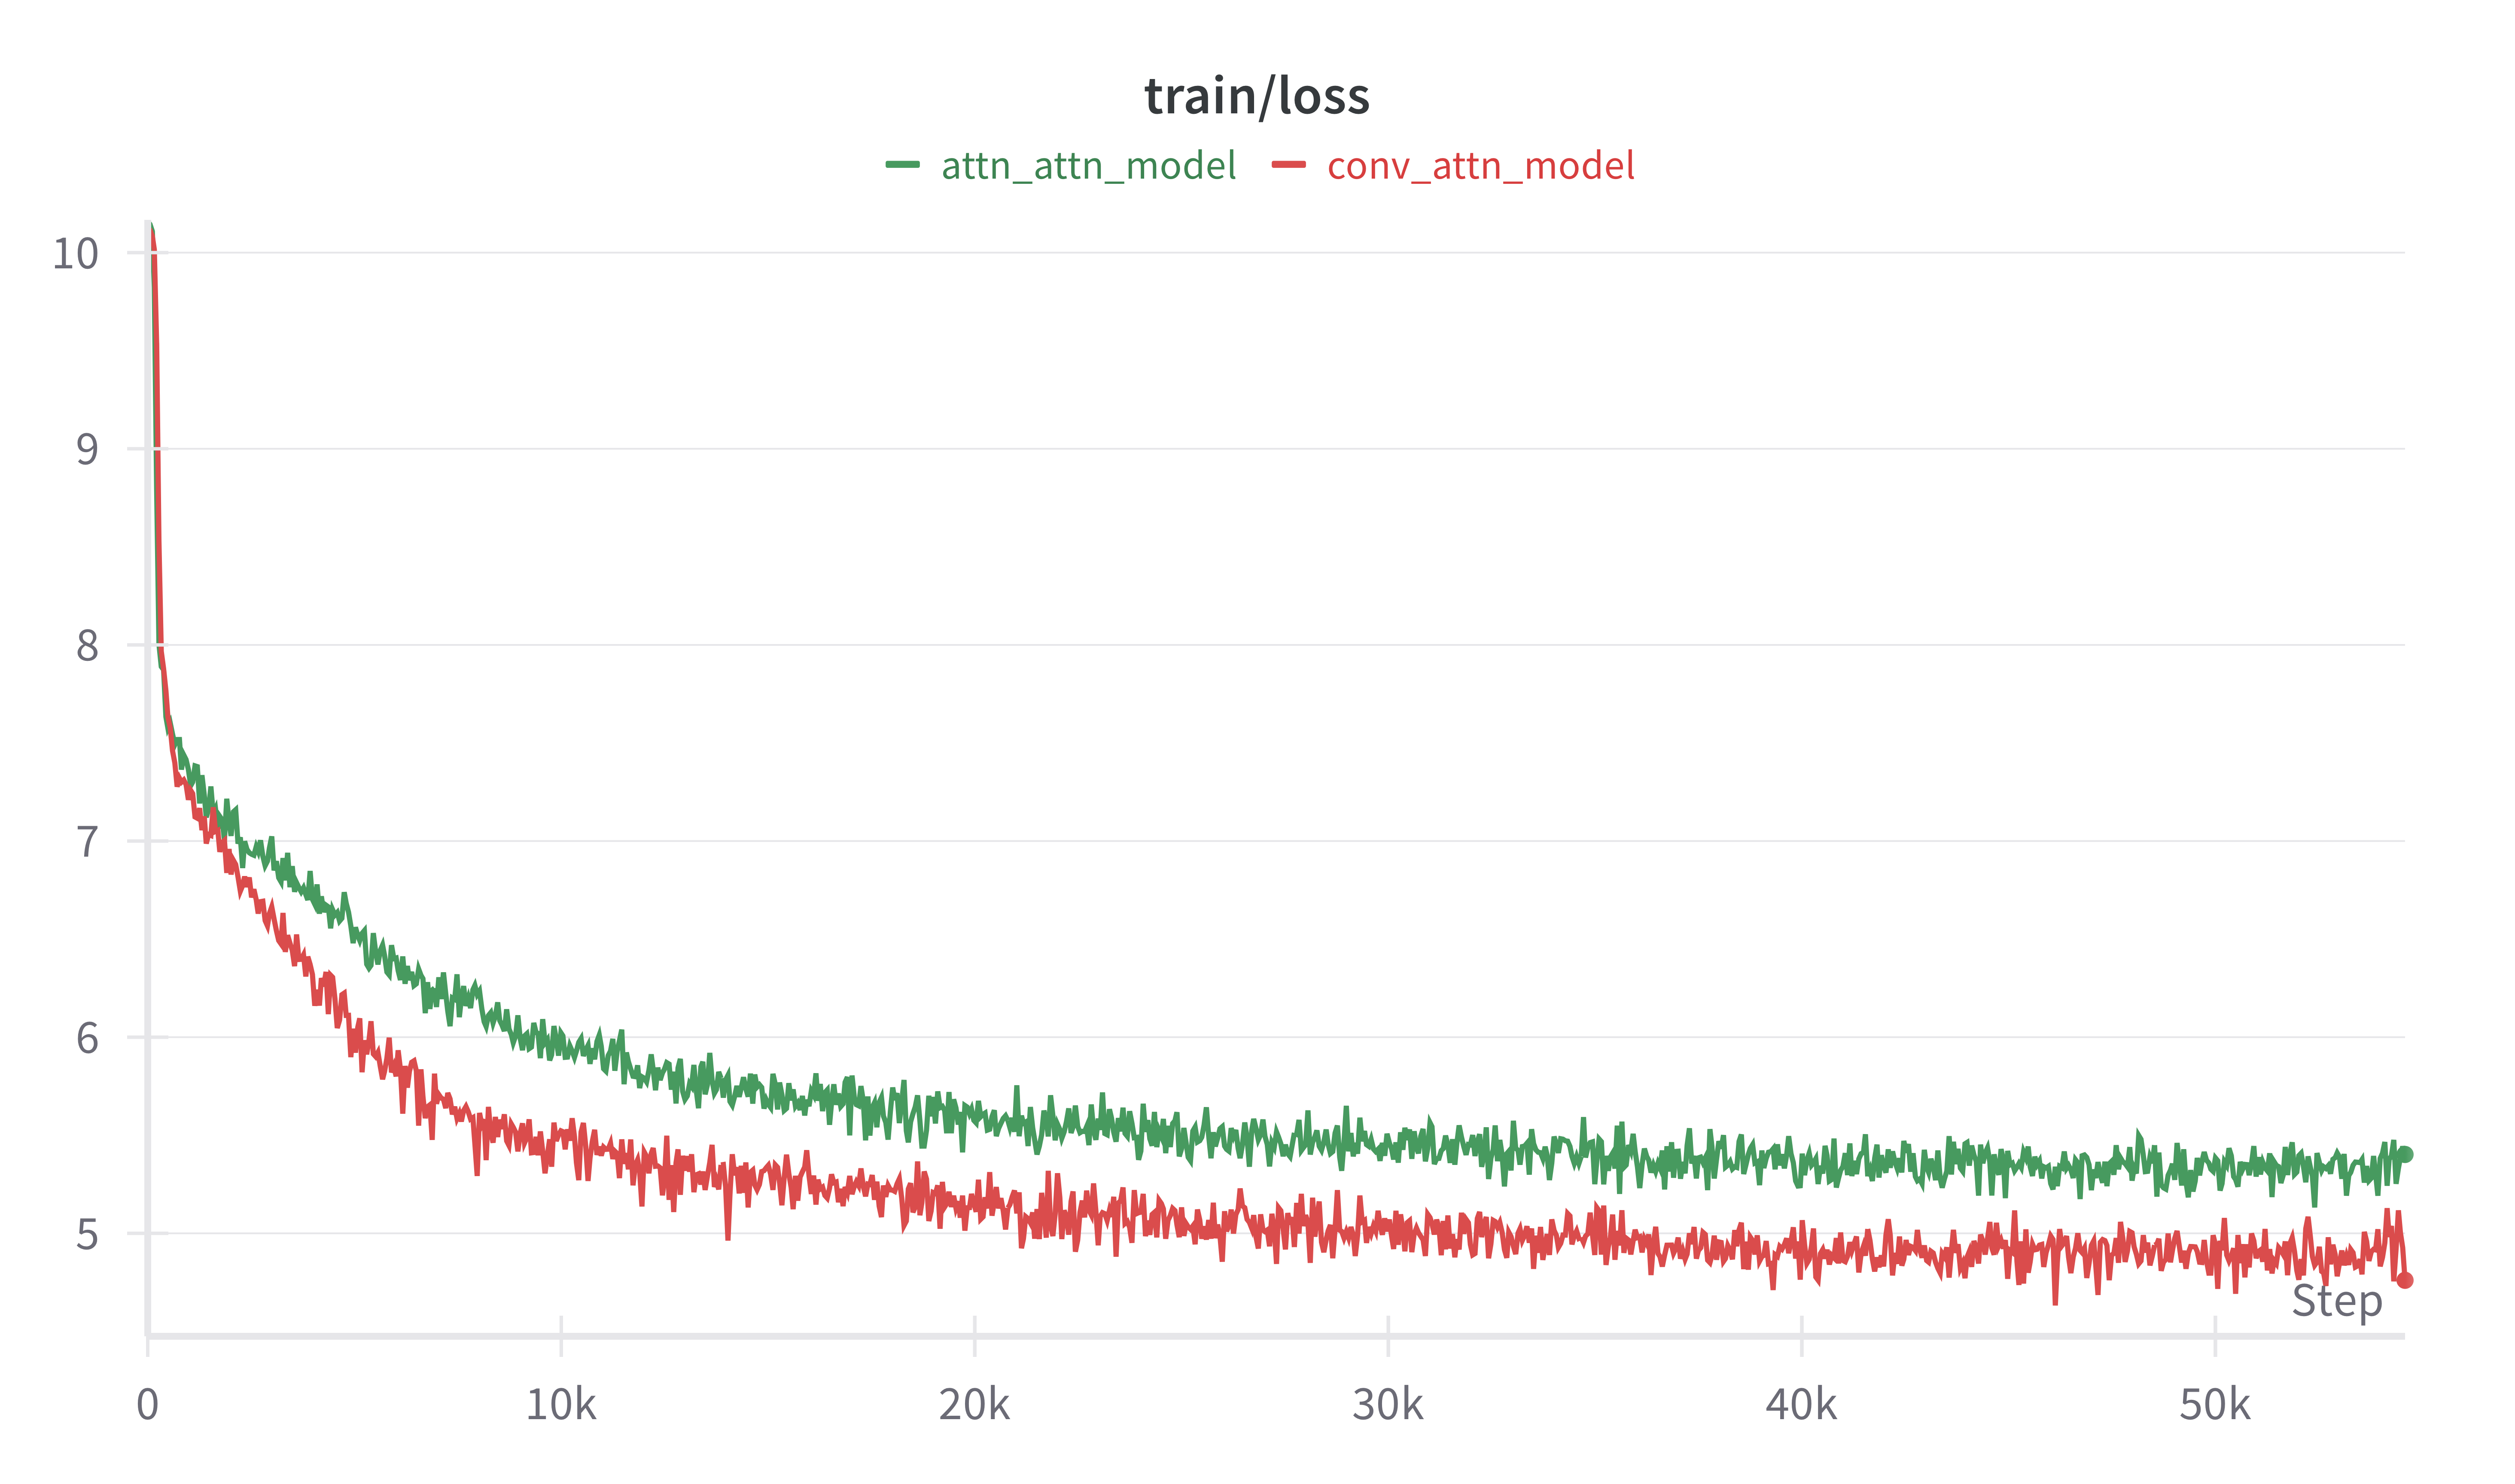 train/loss
attn_attn_model conv_attn_model
10
9
8
7
6
5
Step
0 10k 20k 30k 40k 50k